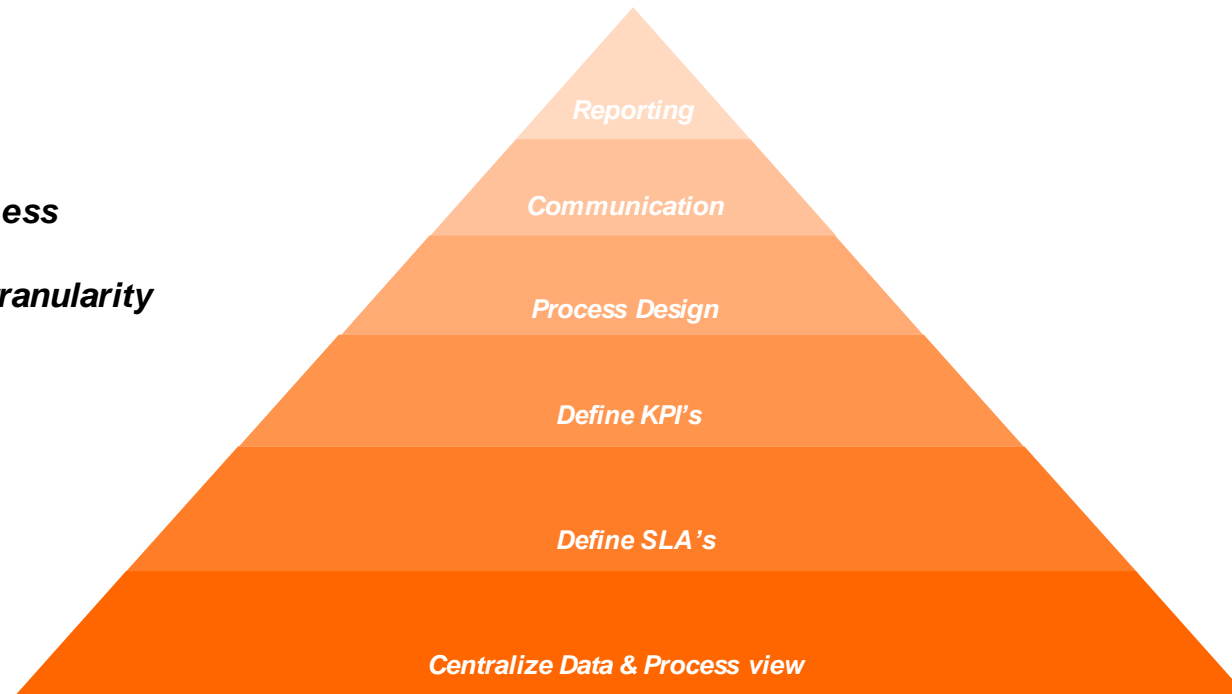 Reporting
Communication
ess
ranularity
Process Design
Define KPI’s
Define SLA’s
Centralize Data & Process view